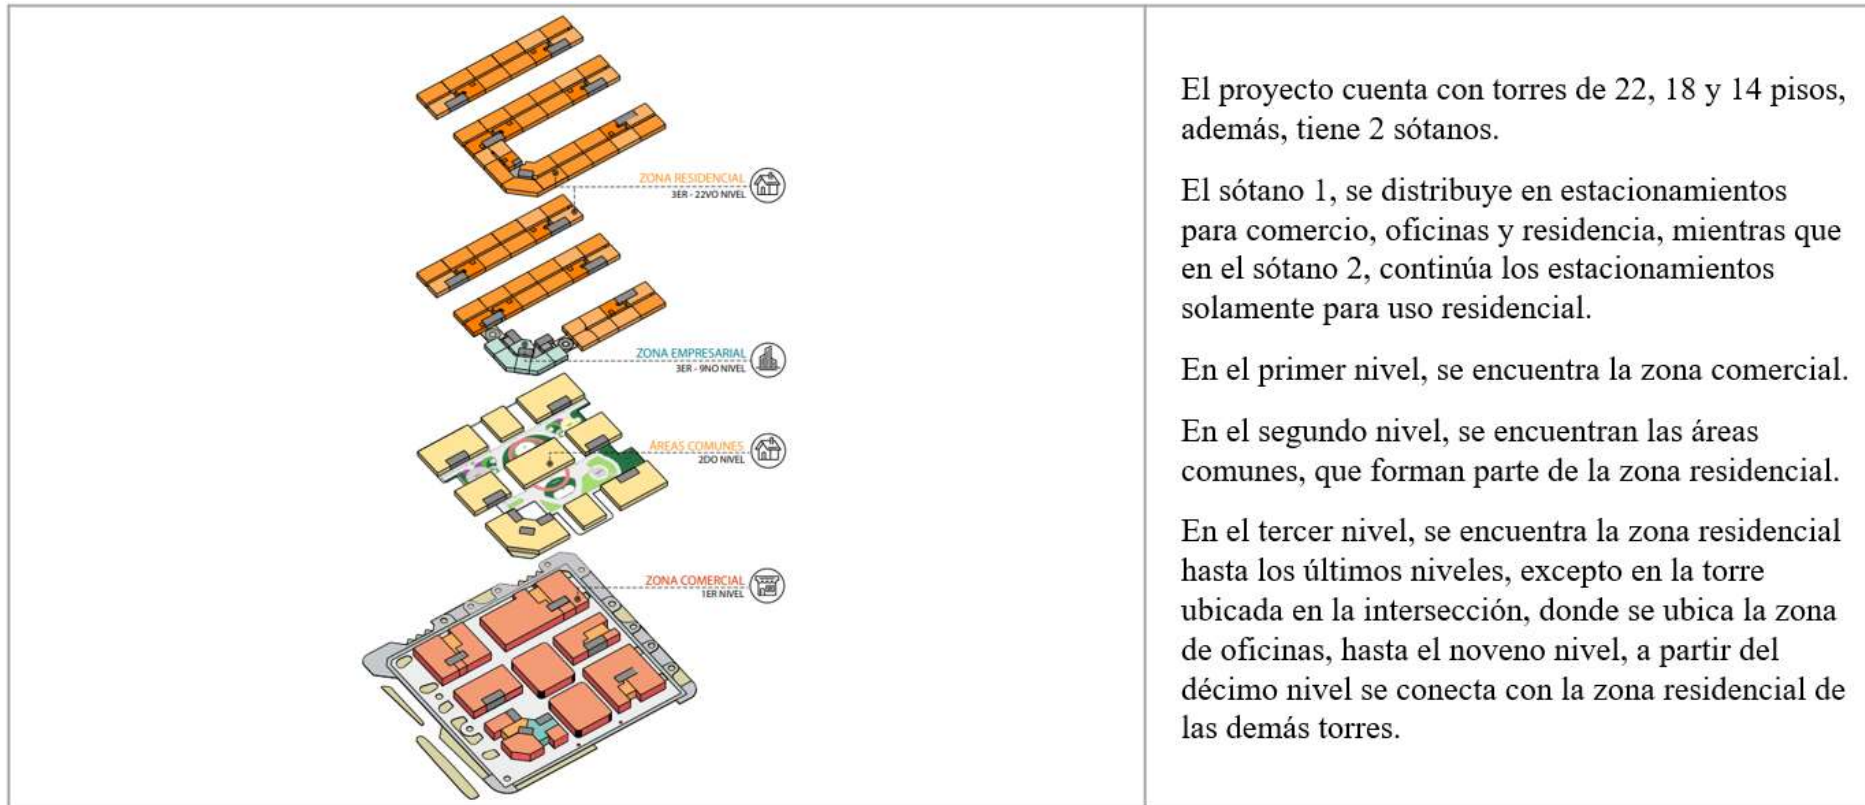 ZONA RESIDENCIAL
3ER - 22VO NIVEL
ZONA EMPRESARIAL
3ER - 9NO NIVEL
ÁREAS COMUNES
2DO NIVEL
ZONA COMERCIAL
1ER NIVEL
El proyecto cuenta con torres de 22, 18 y 14 pisos,
además, tiene 2 sótanos.
El sótano 1, se distribuye en estacionamientos
para comercio, oficinas y residencia, mientras que
en el sótano 2, continúa los estacionamientos
solamente para uso residencial.
En el primer nivel, se encuentra la zona comercial.
En el segundo nivel, se encuentran las áreas
comunes, que forman parte de la zona residencial.
En el tercer nivel, se encuentra la zona residencial
hasta los últimos niveles, excepto en la torre
ubicada en la intersección, donde se ubica la zona
de oficinas, hasta el noveno nivel, a partir del
décimo nivel se conecta con la zona residencial de
las demás torres.